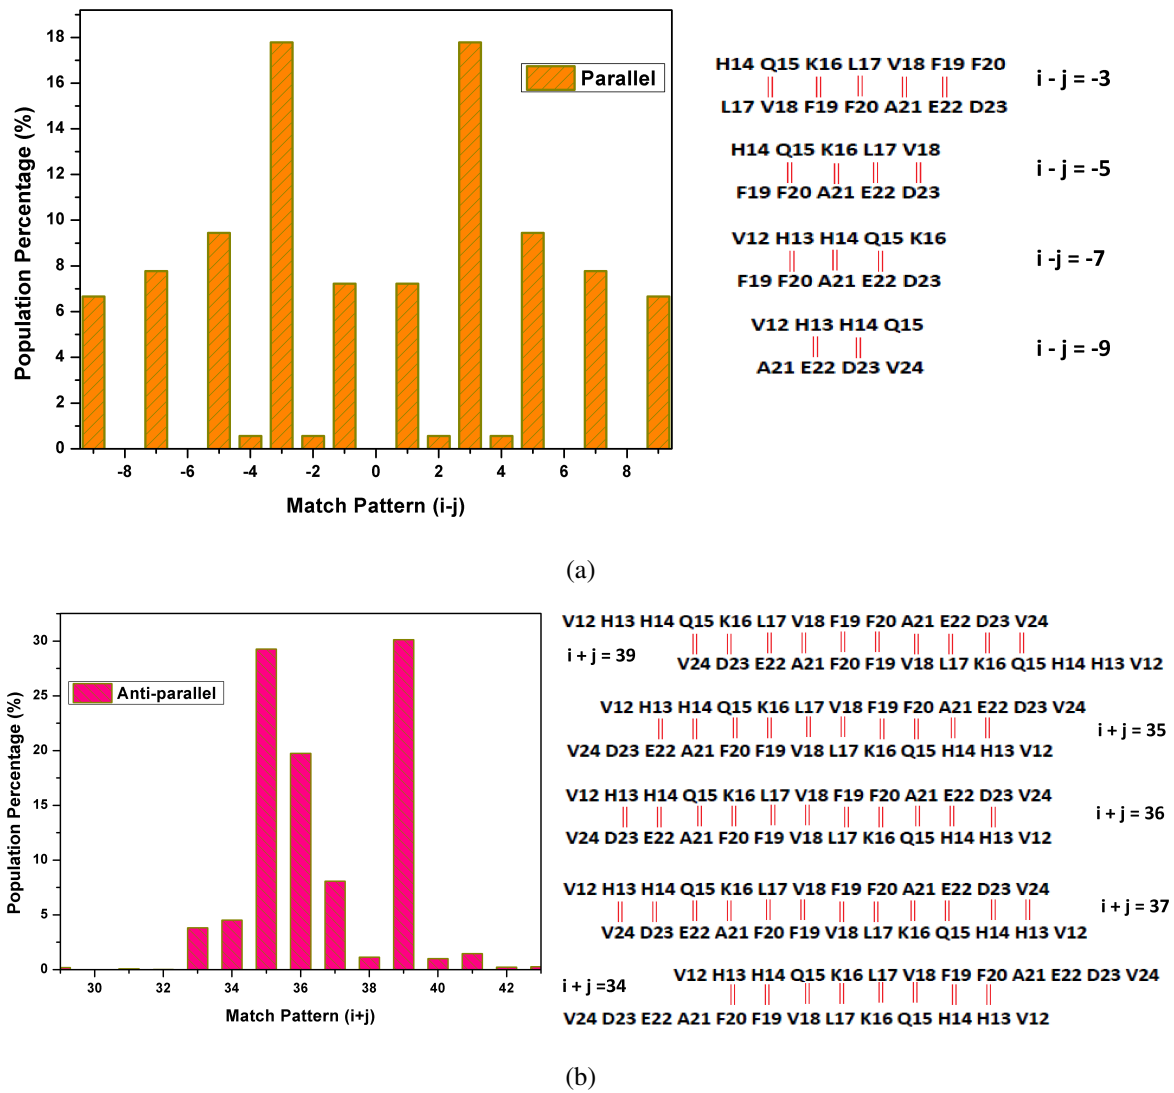 18
16
14
12
10
8
6
4
2
0
Population Percentage (%)
Parallel
-8 -6 -4 -2 0 2 4 6 8
Match Pattern (i-j)
H14 Q15 K16 L17 V18 F19 F20
L17 V18 F19 F20 A21 E22 D23
i - j = -3
H14 Q15 K16 L17 V18
F19 F20 A21 E22 D23
i - j = -5
V12 H13 H14 Q15 K16
F19 F20 A21 E22 D23
i -j = -7
V12 H13 H14 Q15
A21 E22 D23 V24
i - j = -9
(a)
30
25
20
15
10
5
0
Population Percentage (%)
Anti-parallel
30 32 34 36 38 40 42
Match Pattern (i+j)
V12 H13 H14 Q15 K16 L17 V18 F19 F20 A21 E22 D23 V24
i + j = 39
V24 D23 E22 A21 F20 F19 V18 L17 K16 Q15 H14 H13 V12
V12 H13 H14 Q15 K16 L17 V18 F19 F20 A21 E22 D23 V24
i + j = 35
V24 D23 E22 A21 F20 F19 V18 L17 K16 Q15 H14 H13 V12
V12 H13 H14 Q15 K16 L17 V18 F19 F20 A21 E22 D23 V24
i + j = 36
V24 D23 E22 A21 F20 F19 V18 L17 K16 Q15 H14 H13 V12
V12 H13 H14 Q15 K16 L17 V18 F19 F20 A21 E22 D23 V24
i + j = 37
V24 D23 E22 A21 F20 F19 V18 L17 K16 Q15 H14 H13 V12
V12 H13 H14 Q15 K16 L17 V18 F19 F20 A21 E22 D23 V24
i + j =34
V24 D23 E22 A21 F20 F19 V18 L17 K16 Q15 H14 H13 V12
(b)